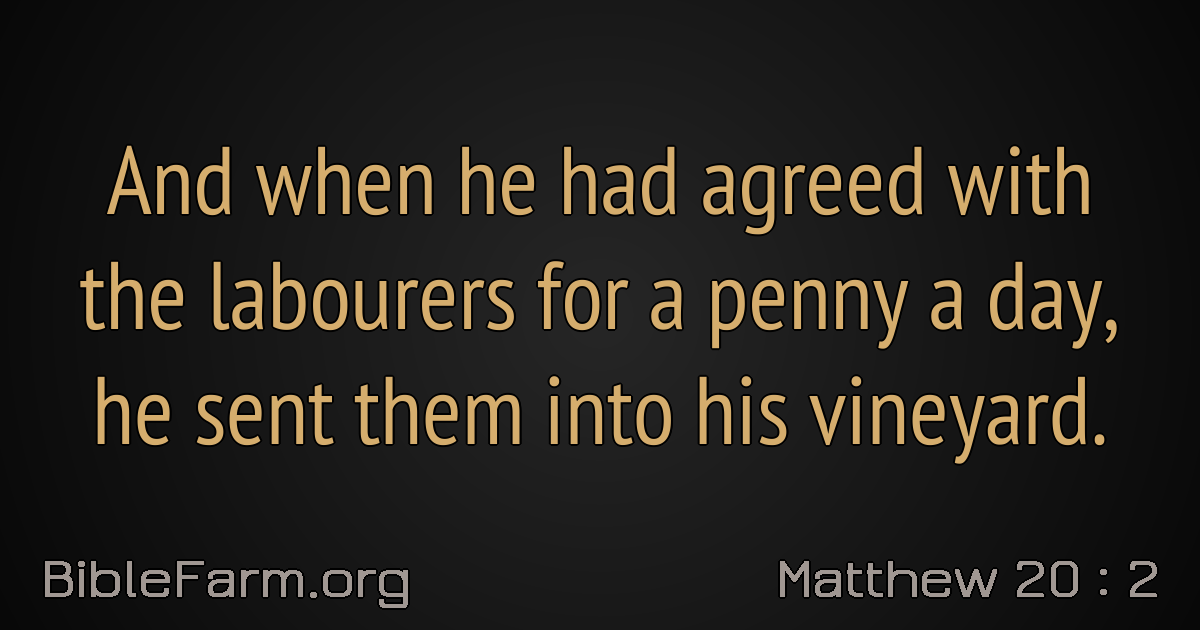 And when he had agreed with
the labourers for a penny a day,
he sent them into his vineyard.
BibleFarm.org
Matthew 20 : 2